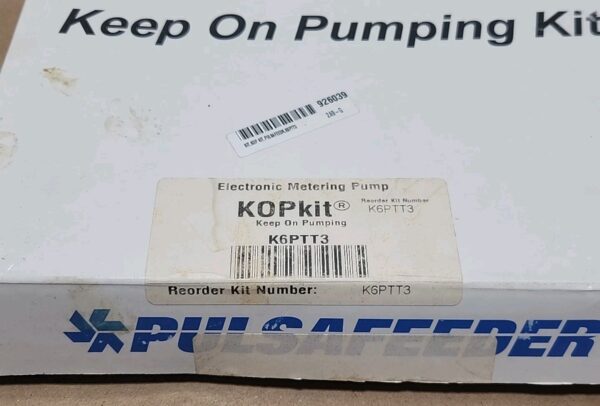 Keep On Pumping Kit
926039
2AR-G
Electronic Metering Pump
KOPkit®
Reorder Kit Number
K6PTT3
Keep On Pumping
K6PTT3
Reorder Kit Number: K6PTT3
PULSAFEEDER